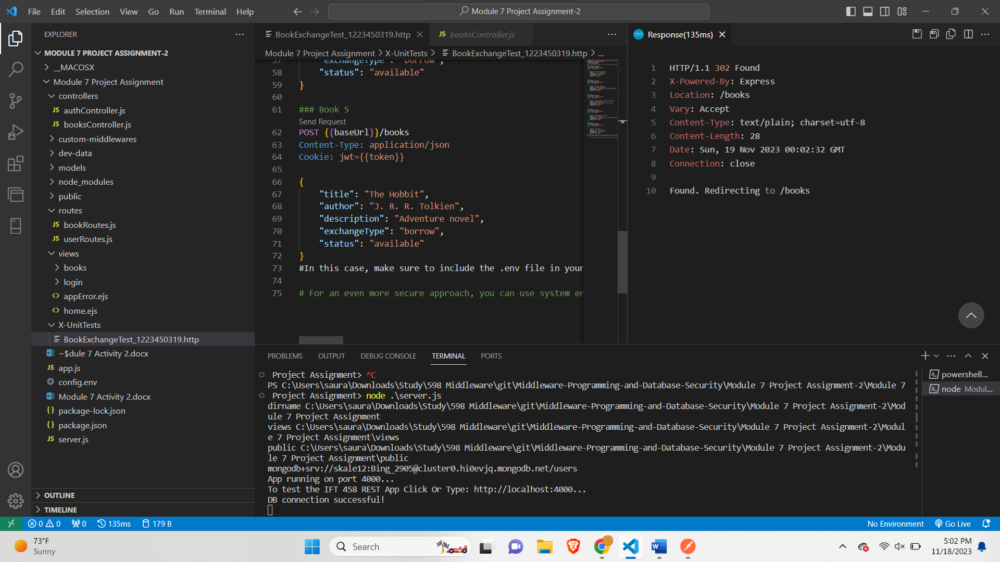 File Edit Selection View Go Run Terminal Help
Module 7 Project Assignment-2
EXPLORER
MODULE 7 PROJECT ASSIGNMENT-2
__MACOSX
Module 7 Project Assignment
controllers
authController.js
booksController.js
custom-middlewares
dev-data
models
node_modules
public
routes
bookRoutes.js
userRoutes.js
views
books
login
appError.ejs
home.ejs
X-UnitTests
BookExchangeTest_1223450319.http
~$dule 7 Activity 2.docx
app.js
config.env
Module 7 Activity 2.docx
package-lock.json
package.json
server.js
OUTLINE
TIMELINE
BookExchangeTest_1223450319.http
booksController.js
Module 7 Project Assignment > X-UnitTests > BookExchangeTest_1223450319.http > ...
57 "exchangeType": "borrow",
58 "status": "available"
59 }
60
61 ### Book 5
Send Request
62 POST {{baseUrl}}/books
63 Content-Type: application/json
64 Cookie: jwt={{token}}
65
66 {
67 "title": "The Hobbit",
68 "author": "J. R. R. Tolkien",
69 "description": "Adventure novel",
70 "exchangeType": "borrow",
71 "status": "available"
72 }
73 #In this case, make sure to include the .env file in your
74
75 # For an even more secure approach, you can use system en
Response(135ms)
1 HTTP/1.1 302 Found
2 X-Powered-By: Express
3 Location: /books
4 Vary: Accept
5 Content-Type: text/plain; charset=utf-8
6 Content-Length: 28
7 Date: Sun, 19 Nov 2023 00:02:32 GMT
8 Connection: close
9
10 Found. Redirecting to /books
PROBLEMS OUTPUT DEBUG CONSOLE TERMINAL PORTS
Project Assignment> ^C
PS C:\Users\saura\Downloads\Study\598 Middleware\git\Middleware-Programming-and-Database-Security\Module 7 Project Assignment-2\Module 7
Project Assignment> node .\server.js
dirname C:\Users\saura\Downloads\Study\598 Middleware\git\Middleware-Programming-and-Database-Security\Module 7 Project Assignment-2\Mod
ule 7 Project Assignment
views C:\Users\saura\Downloads\Study\598 Middleware\git\Middleware-Programming-and-Database-Security\Module 7 Project Assignment-2\Modul
e 7 Project Assignment\views
public C:\Users\saura\Downloads\Study\598 Middleware\git\Middleware-Programming-and-Database-Security\Module 7 Project Assignment-2\Modu
le 7 Project Assignment\public
mongodb+srv://skale12:Bing_2905@cluster0.hi0evjq.mongodb.net/users
App running on port 4000...
To test the IFT 458 REST App Click Or Type: http://localhost:4000...
DB connection successful!
powershell...
node Modul...
0 0 0 135ms 179 B
No Environment Go Live
73°F
Sunny
Search
5:02 PM
11/18/2023